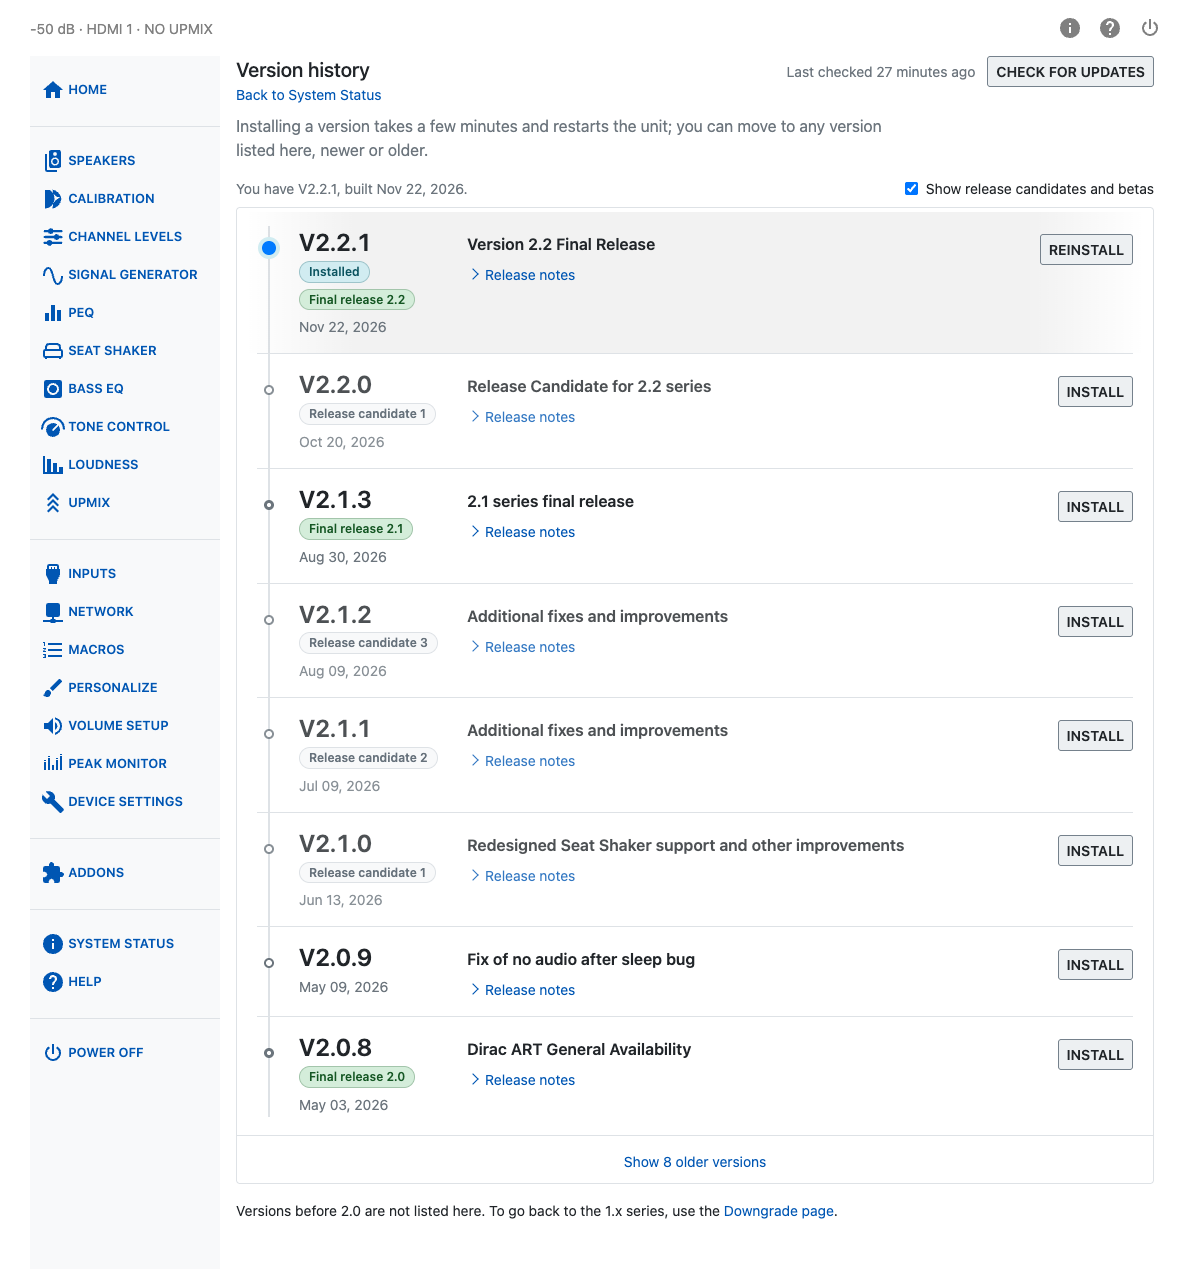 -50 dB · HDMI 1 · NO UPMIX
HOME
SPEAKERS
CALIBRATION
CHANNEL LEVELS
SIGNAL GENERATOR
PEQ
SEAT SHAKER
BASS EQ
TONE CONTROL
LOUDNESS
UPMIX
INPUTS
NETWORK
MACROS
PERSONALIZE
VOLUME SETUP
PEAK MONITOR
DEVICE SETTINGS
ADDONS
SYSTEM STATUS
HELP
POWER OFF
Version history
Back to System Status
Last checked 27 minutes ago
CHECK FOR UPDATES
Installing a version takes a few minutes and restarts the unit; you can move to any version
listed here, newer or older.
You have V2.2.1, built Nov 22, 2026.
Show release candidates and betas
V2.2.1
Installed
Final release 2.2
Nov 22, 2026
Version 2.2 Final Release
Release notes
REINSTALL
V2.2.0
Release candidate 1
Oct 20, 2026
Release Candidate for 2.2 series
Release notes
INSTALL
V2.1.3
Final release 2.1
Aug 30, 2026
2.1 series final release
Release notes
INSTALL
V2.1.2
Release candidate 3
Aug 09, 2026
Additional fixes and improvements
Release notes
INSTALL
V2.1.1
Release candidate 2
Jul 09, 2026
Additional fixes and improvements
Release notes
INSTALL
V2.1.0
Release candidate 1
Jun 13, 2026
Redesigned Seat Shaker support and other improvements
Release notes
INSTALL
V2.0.9
May 09, 2026
Fix of no audio after sleep bug
Release notes
INSTALL
V2.0.8
Final release 2.0
May 03, 2026
Dirac ART General Availability
Release notes
INSTALL
Show 8 older versions
Versions before 2.0 are not listed here. To go back to the 1.x series, use the Downgrade page.